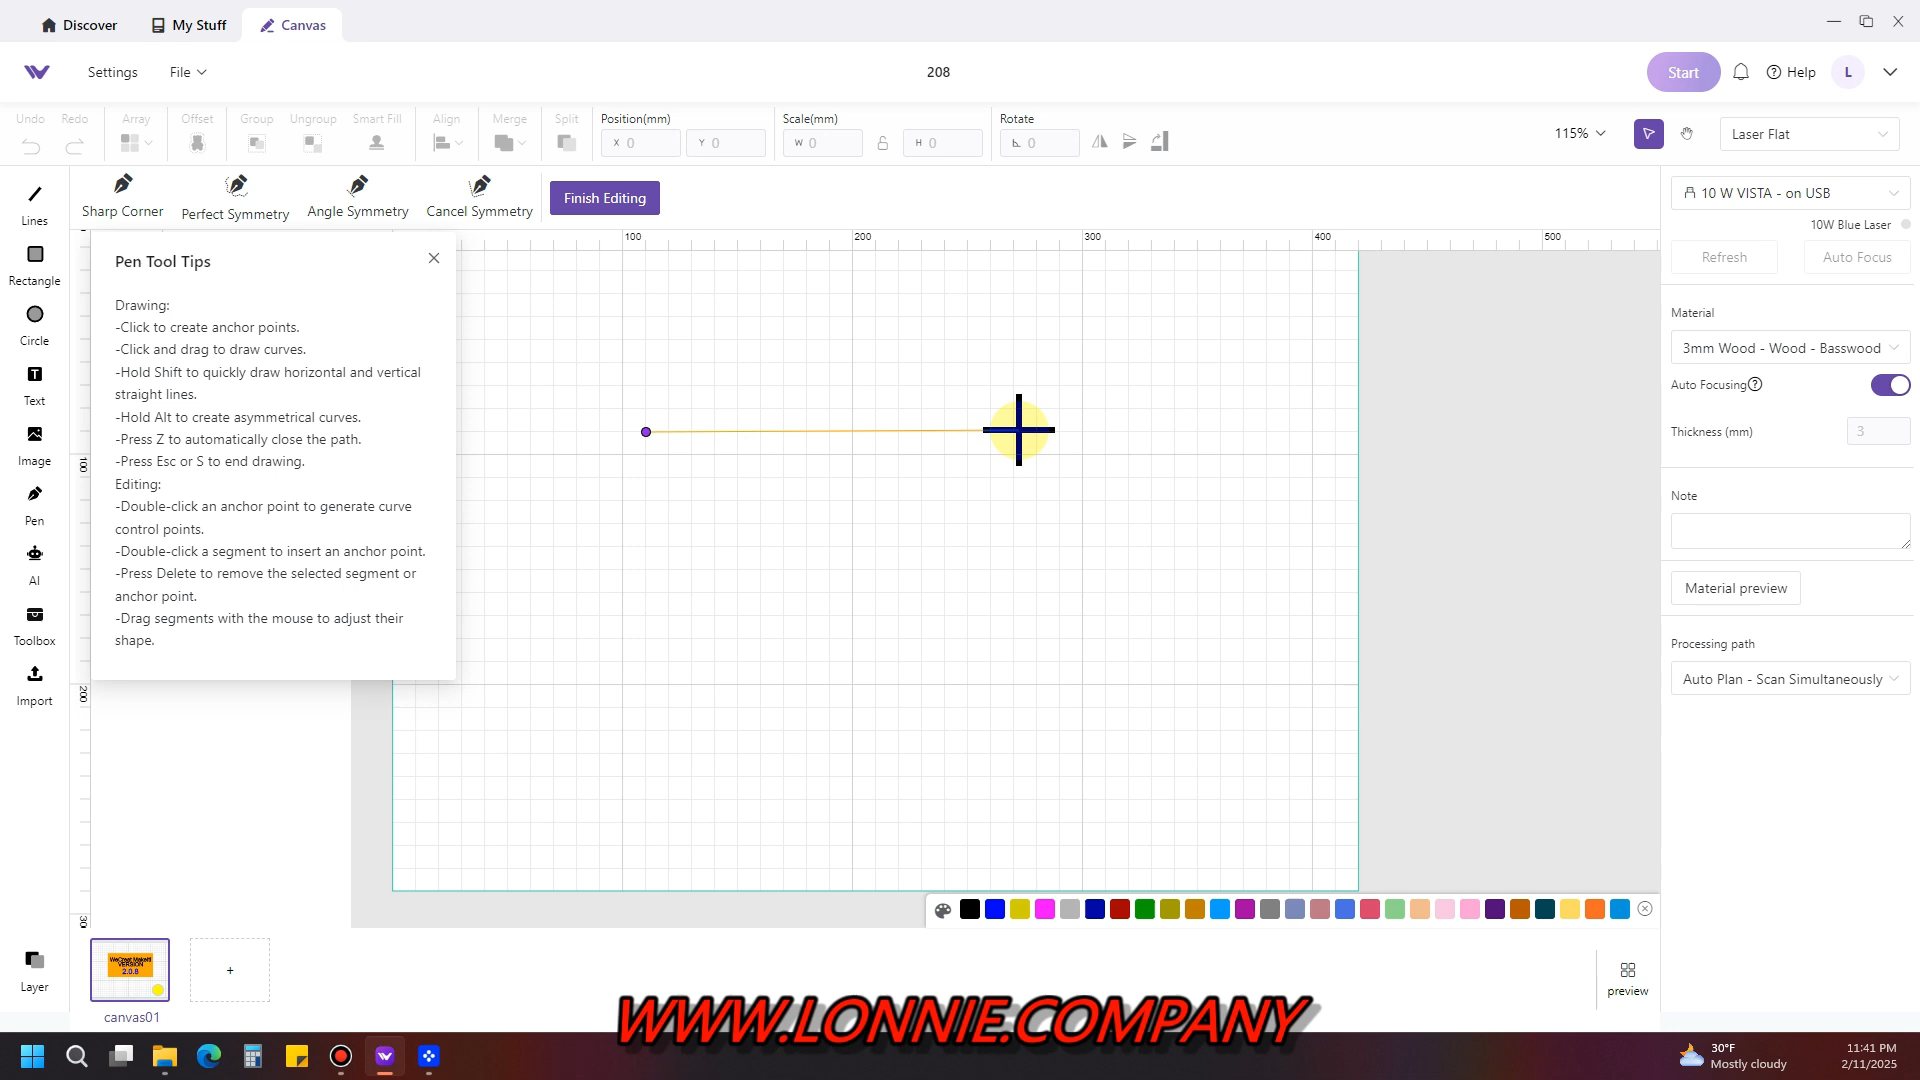 Discover
My Stuff
Canvas
Settings
File
208
Start
Help
L
Undo
Redo
Array
Offset
Group
Ungroup
Smart Fill
Align
Merge
Split
Position(mm)
X 0
Y 0
Scale(mm)
W 0
H 0
Rotate
0
115%
Laser Flat
Lines
Rectangle
Circle
Text
Image
Pen
AI
Toolbox
Import
Layer
Sharp Corner
Perfect Symmetry
Angle Symmetry
Cancel Symmetry
Finish Editing
100
200
300
400
500
100
200
Pen Tool Tips
Drawing:
-Click to create anchor points.
-Click and drag to draw curves.
-Hold Shift to quickly draw horizontal and vertical
straight lines.
-Hold Alt to create asymmetrical curves.
-Press Z to automatically close the path.
-Press Esc or S to end drawing.
Editing:
-Double-click an anchor point to generate curve
control points.
-Double-click a segment to insert an anchor point.
-Press Delete to remove the selected segment or
anchor point.
-Drag segments with the mouse to adjust their
shape.
10 W VISTA - on USB
10W Blue Laser
Refresh
Auto Focus
Material
3mm Wood - Wood - Basswood
Auto Focusing
Thickness (mm)
3
Note
Material preview
Processing path
Auto Plan - Scan Simultaneously
WeCreat MakeIt!
VERSION
2.0.8
+
canvas01
preview
WWW.LONNIE.COMPANY
30°F
Mostly cloudy
11:41 PM
2/11/2025